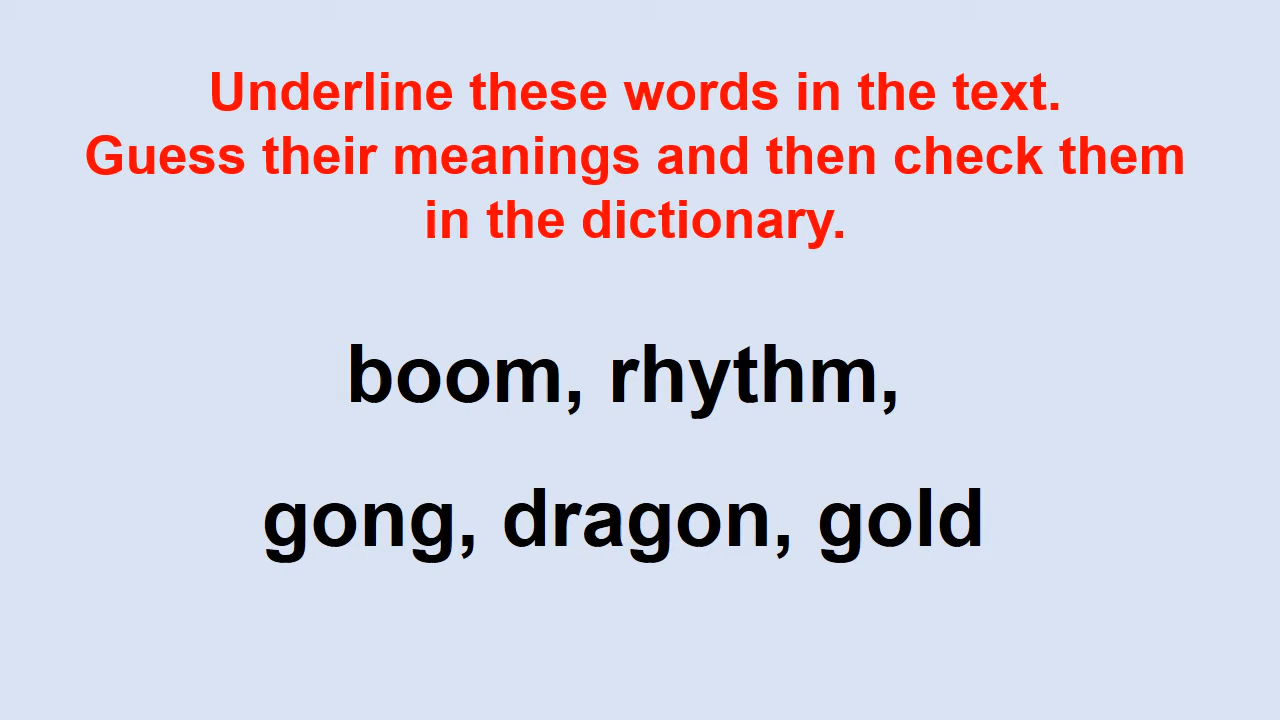 Underline these words in the text.
Guess their meanings and then check them
in the dictionary.
boom, rhythm,
gong, dragon, gold